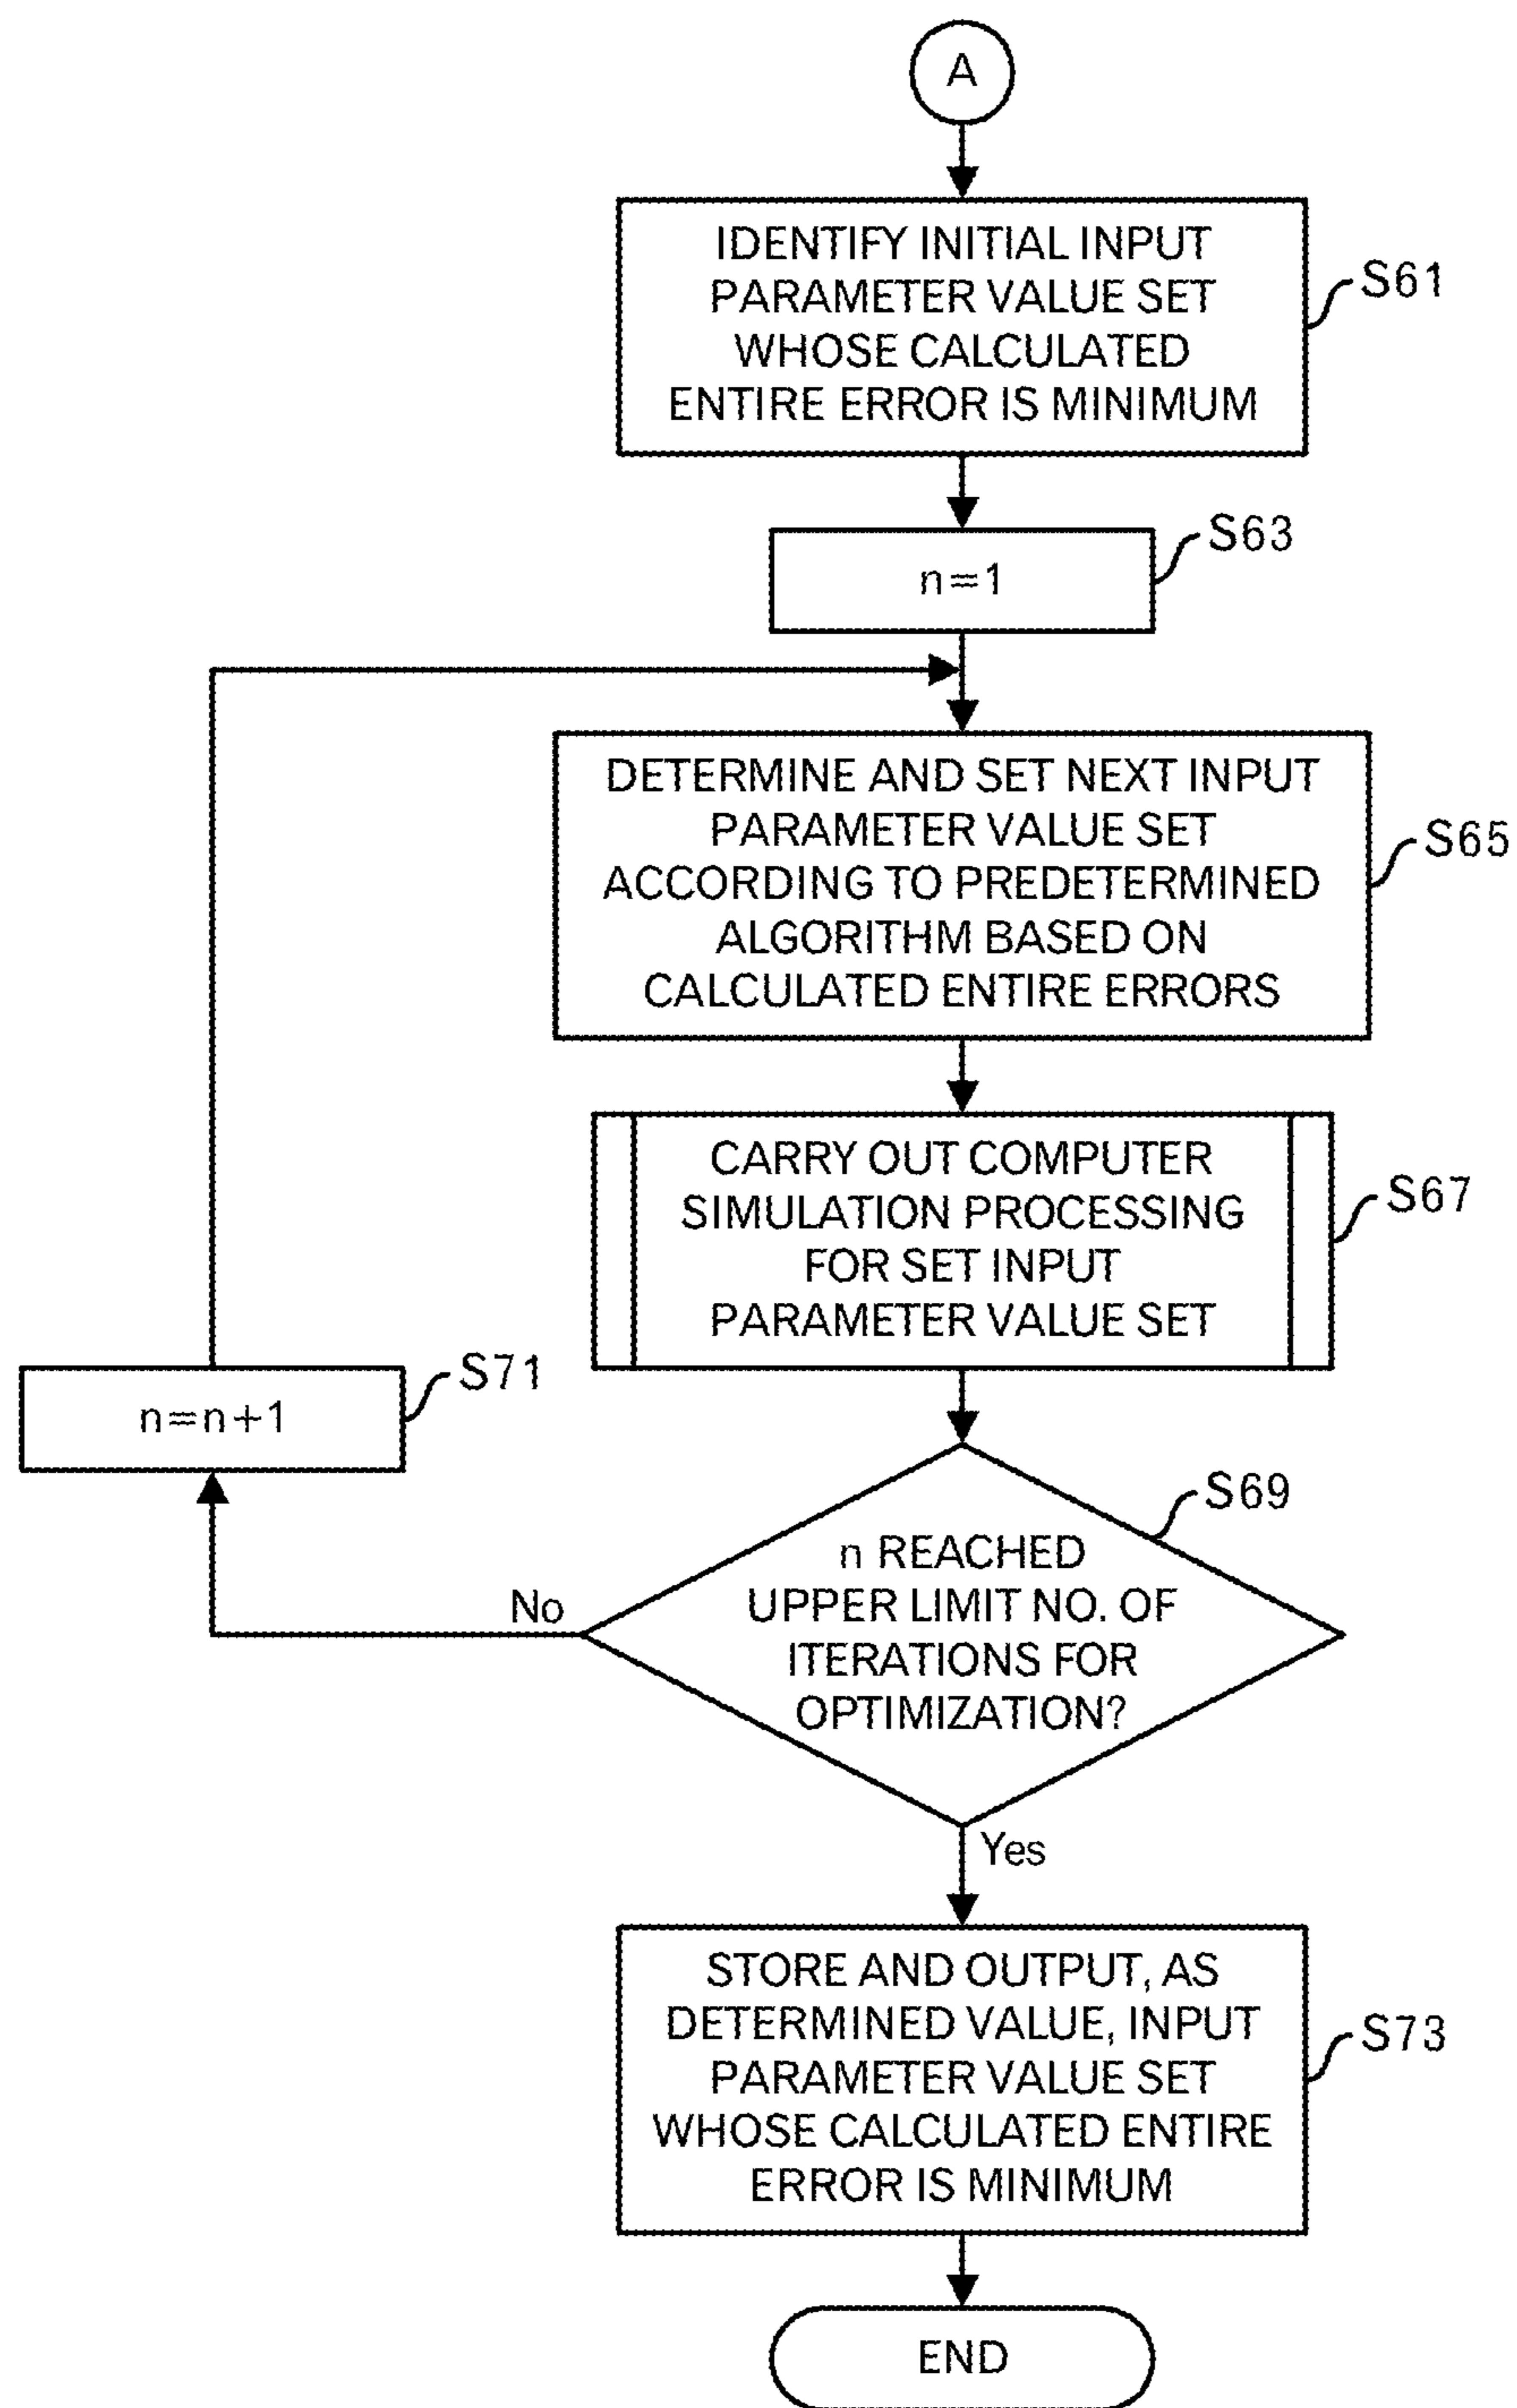 A
IDENTIFY INITIAL INPUT
PARAMETER VALUE SET
WHOSE CALCULATED
ENTIRE ERROR IS MINIMUM
S61
n=1
S63
DETERMINE AND SET NEXT INPUT
PARAMETER VALUE SET
ACCORDING TO PREDETERMINED
ALGORITHM BASED ON
CALCULATED ENTIRE ERRORS
S65
CARRY OUT COMPUTER
SIMULATION PROCESSING
FOR SET INPUT
PARAMETER VALUE SET
S67
n=n+1
S71
n REACHED
UPPER LIMIT NO. OF
ITERATIONS FOR
OPTIMIZATION?
S69
No
Yes
STORE AND OUTPUT, AS
DETERMINED VALUE, INPUT
PARAMETER VALUE SET
WHOSE CALCULATED ENTIRE
ERROR IS MINIMUM
S73
END